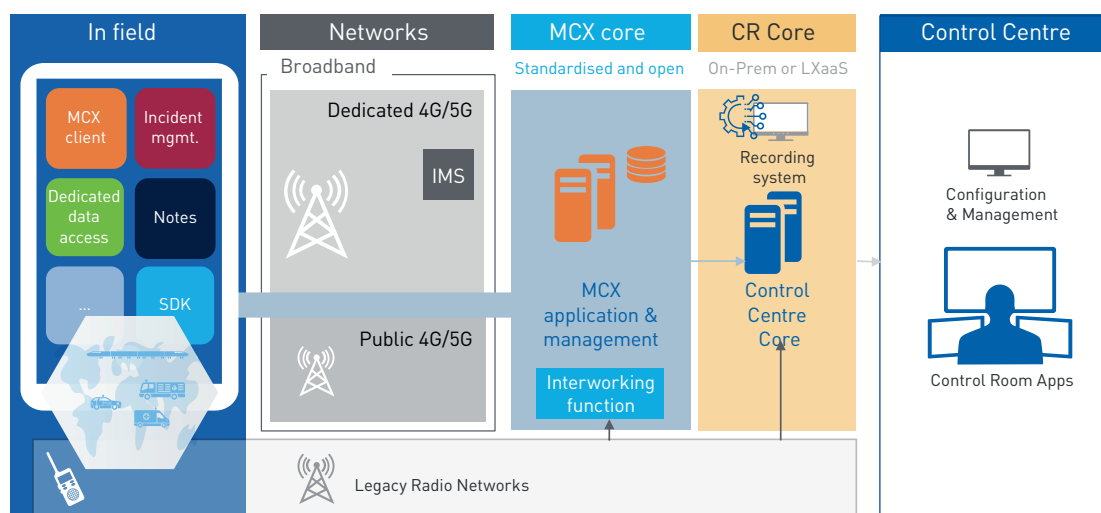 In field
Networks
MCX core
CR Core
Control Centre
Broadband
Standardised and open
On-Prem or LXaaS
MCX
client
Incident
mgmt.
Dedicated
data
access
Notes
...
SDK
Dedicated 4G/5G
IMS
Public 4G/5G
MCX
application &
management
Interworking
function
Recording
system
Control
Centre
Core
Configuration
& Management
Control Room Apps
Legacy Radio Networks